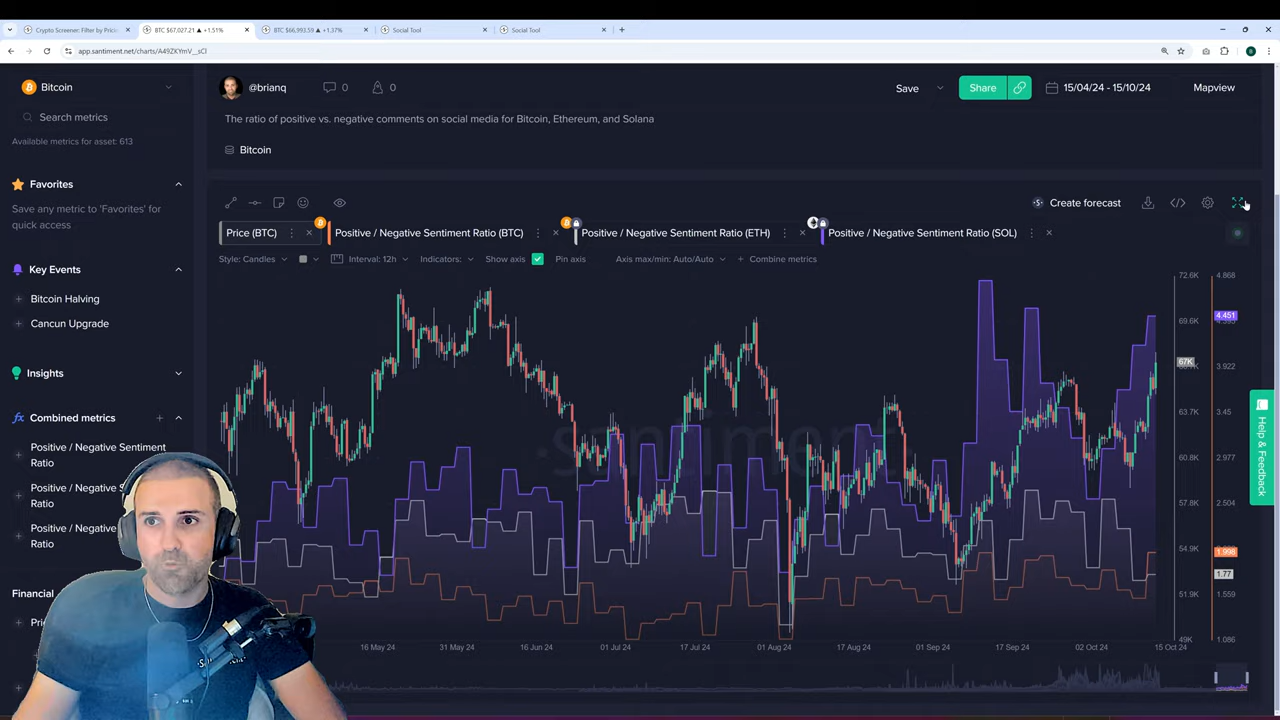 Crypto Screener: Filter by Price
BTC $67,027.21 ▲ +1.51%
BTC $66,993.59 ▲ +1.37%
Social Tool
Social Tool
app.santiment.net/charts/A49ZKYmV__sCl
Bitcoin
@brianq
0
0
Save
Share
15/04/24 - 15/10/24
Mapview
Search metrics
Available metrics for asset: 613
The ratio of positive vs. negative comments on social media for Bitcoin, Ethereum, and Solana
Bitcoin
Favorites
Save any metric to 'Favorites' for
quick access
Key Events
Bitcoin Halving
Cancun Upgrade
Insights
Combined metrics
Positive / Negative Sentiment
Ratio
Positive / Negative S
Ratio
Positive / Negative
Ratio
Financial
Create forecast
Price (BTC)
Positive / Negative Sentiment Ratio (BTC)
Positive / Negative Sentiment Ratio (ETH)
Positive / Negative Sentiment Ratio (SOL)
Style: Candles
Interval: 12h
Indicators:
Show axis
Pin axis
Axis max/min: Auto/Auto
Combine metrics
·santiment·
72.6K
69.6K
67K
63.7K
60.8K
57.8K
54.9K
51.9K
49K
4.868
4.451
3.922
3.45
2.977
2.504
1.998
1.77
1.559
1.086
16 May 24
31 May 24
16 Jun 24
01 Jul 24
17 Jul 24
01 Aug 24
17 Aug 24
01 Sep 24
17 Sep 24
02 Oct 24
15 Oct 24
Help & Feedback